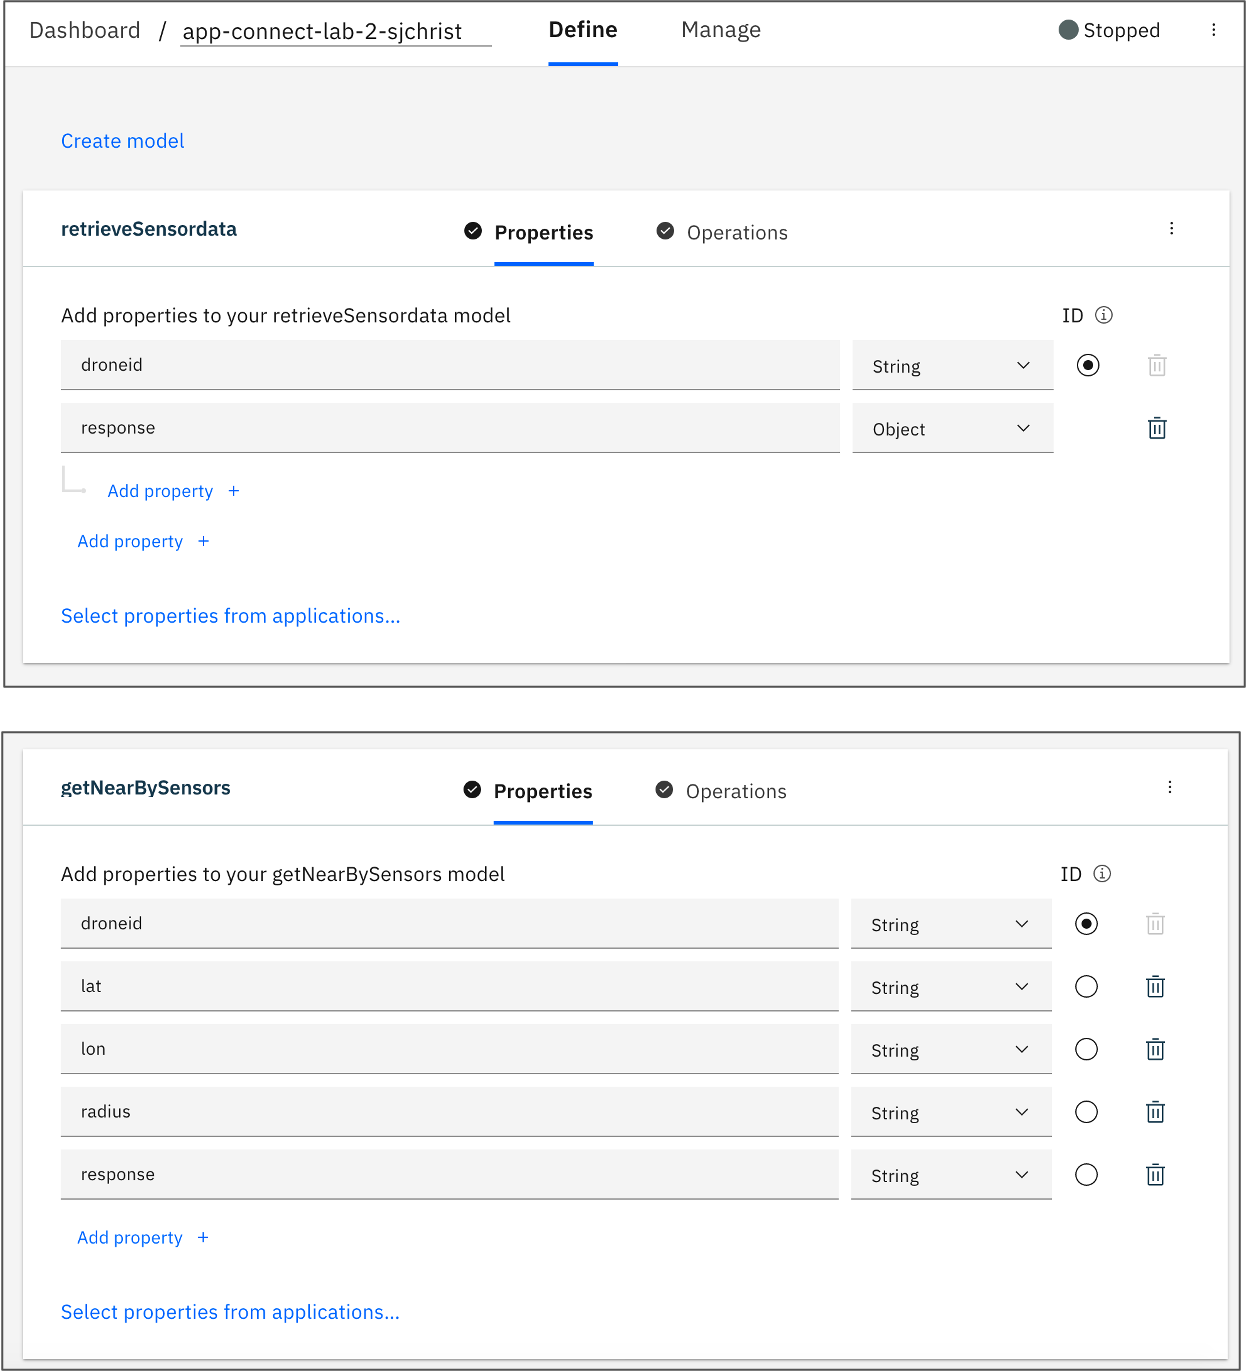 Dashboard / app-connect-lab-2-sjchrist Define Manage Stopped
Create model
retrieveSensordata Properties Operations
Add properties to your retrieveSensordata model ID
droneid String
response Object
Add property +
Add property +
Select properties from applications...
getNearBySensors Properties Operations
Add properties to your getNearBySensors model ID
droneid String
lat String
lon String
radius String
response String
Add property +
Select properties from applications...